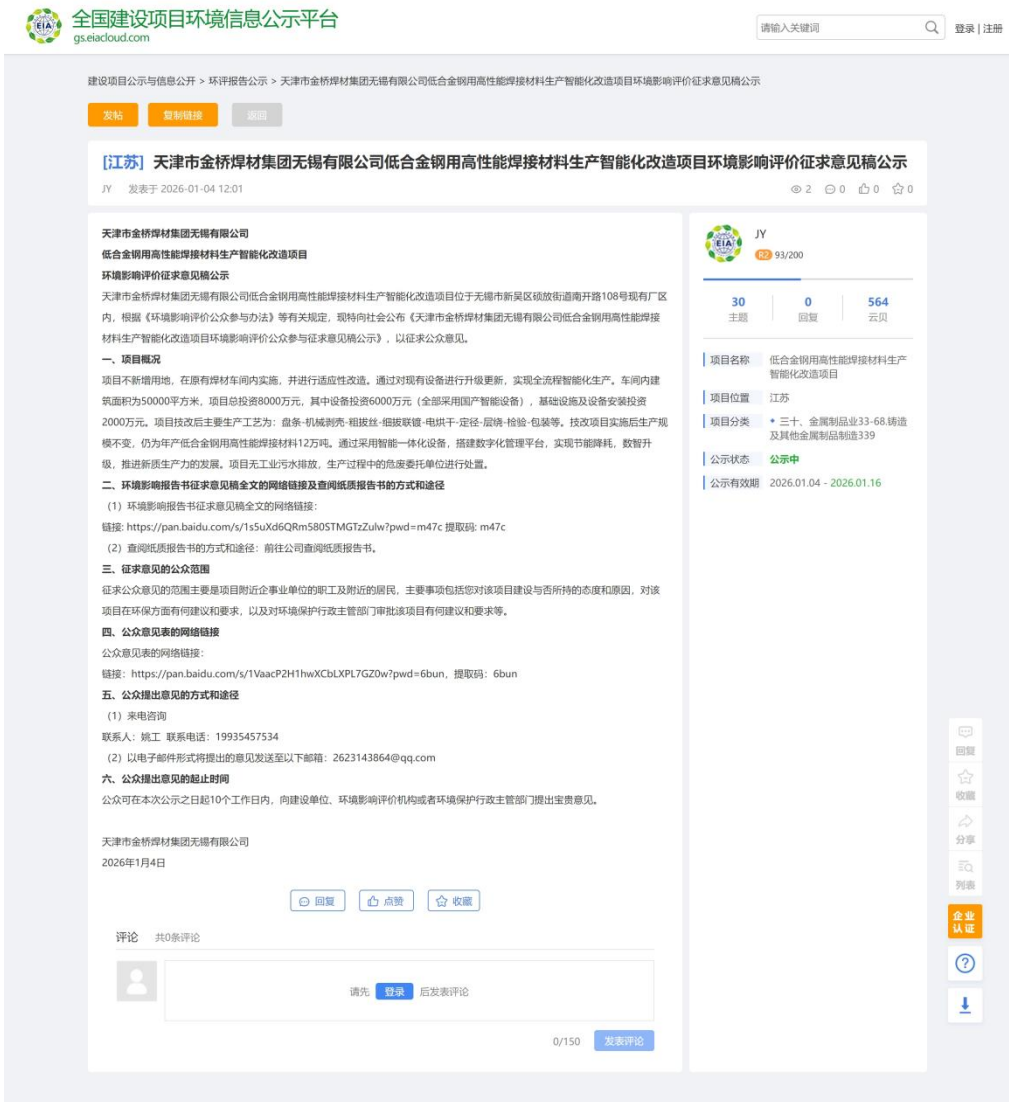 全国建设项目环境信息公示平台
gs.eiacloud.com
请输入关键词
登录 | 注册
建设项目公示与信息公开 > 环评报告公示 > 天津市金桥焊材集团无锡有限公司低合金钢用高性能焊接材料生产智能化改造项目环境影响评价征求意见稿公示
发帖
复制链接
返回
[江苏] 天津市金桥焊材集团无锡有限公司低合金钢用高性能焊接材料生产智能化改造项目环境影响评价征求意见稿公示
JY 发表于 2026-01-04 12:01
2 0 0 0
天津市金桥焊材集团无锡有限公司
低合金钢用高性能焊接材料生产智能化改造项目
环境影响评价征求意见稿公示
天津市金桥焊材集团无锡有限公司低合金钢用高性能焊接材料生产智能化改造项目位于无锡市新吴区硕放街道南开路108号现有厂区
内，根据《环境影响评价公众参与办法》等有关规定，现特向社会公布《天津市金桥焊材集团无锡有限公司低合金钢用高性能焊接
材料生产智能化改造项目环境影响评价公众参与征求意见稿公示》，以征求公众意见。
一、项目概况
项目不新增用地，在原有焊材车间内实施，并进行适应性改造。通过对现有设备进行升级更新，实现全流程智能化生产。车间内建
筑面积为50000平方米，项目总投资8000万元，其中设备投资6000万元（全部采用国产智能设备），基础设施及设备安装投资
2000万元。项目技改后主要生产工艺为：盘条-机械剥壳-粗拔丝-细拔联镀-电烘干-定径-层绕-检验-包装等。技改项目实施后生产规
模不变，仍为年产低合金钢用高性能焊接材料12万吨。通过采用智能一体化设备，搭建数字化管理平台，实现节能降耗，数智升
级，推进新质生产力的发展。项目无工业污水排放，生产过程中的危废委托单位进行处置。
二、环境影响报告书征求意见稿全文的网络链接及查阅纸质报告书的方式和途径
（1）环境影响报告书征求意见稿全文的网络链接：
链接: https://pan.baidu.com/s/1s5uXd6QRm580STMGTzZulw?pwd=m47c 提取码: m47c
（2）查阅纸质报告书的方式和途径：前往公司查阅纸质报告书。
三、征求意见的公众范围
征求公众意见的范围主要是项目附近企事业单位的职工及附近的居民，主要事项包括您对该项目建设与否所持的态度和原因，对该
项目在环保方面有何建议和要求，以及对环境保护行政主管部门审批该项目有何建议和要求等。
四、公众意见表的网络链接
公众意见表的网络链接：
链接：https://pan.baidu.com/s/1VaacP2H1hwXCbLXPL7GZ0w?pwd=6bun，提取码：6bun
五、公众提出意见的方式和途径
（1）来电咨询
联系人：姚工 联系电话：19935457534
（2）以电子邮件形式将提出的意见发送至以下邮箱：2623143864@qq.com
六、公众提出意见的起止时间
公众可在本次公示之日起10个工作日内，向建设单位、环境影响评价机构或者环境保护行政主管部门提出宝贵意见。
天津市金桥焊材集团无锡有限公司
2026年1月4日
回复
点赞
收藏
评论 共0条评论
请先 登录 后发表评论
0/150 发表评论
EIA
JY
R2 93/200
30 0 564
主题 回复 云贝
项目名称 低合金钢用高性能焊接材料生产
智能化改造项目
项目位置 江苏
项目分类 * 三十、金属制品业33-68.铸造
及其他金属制品制造339
公示状态 公示中
公示有效期 2026.01.04 - 2026.01.16
回复
收藏
分享
列表
企业
认证